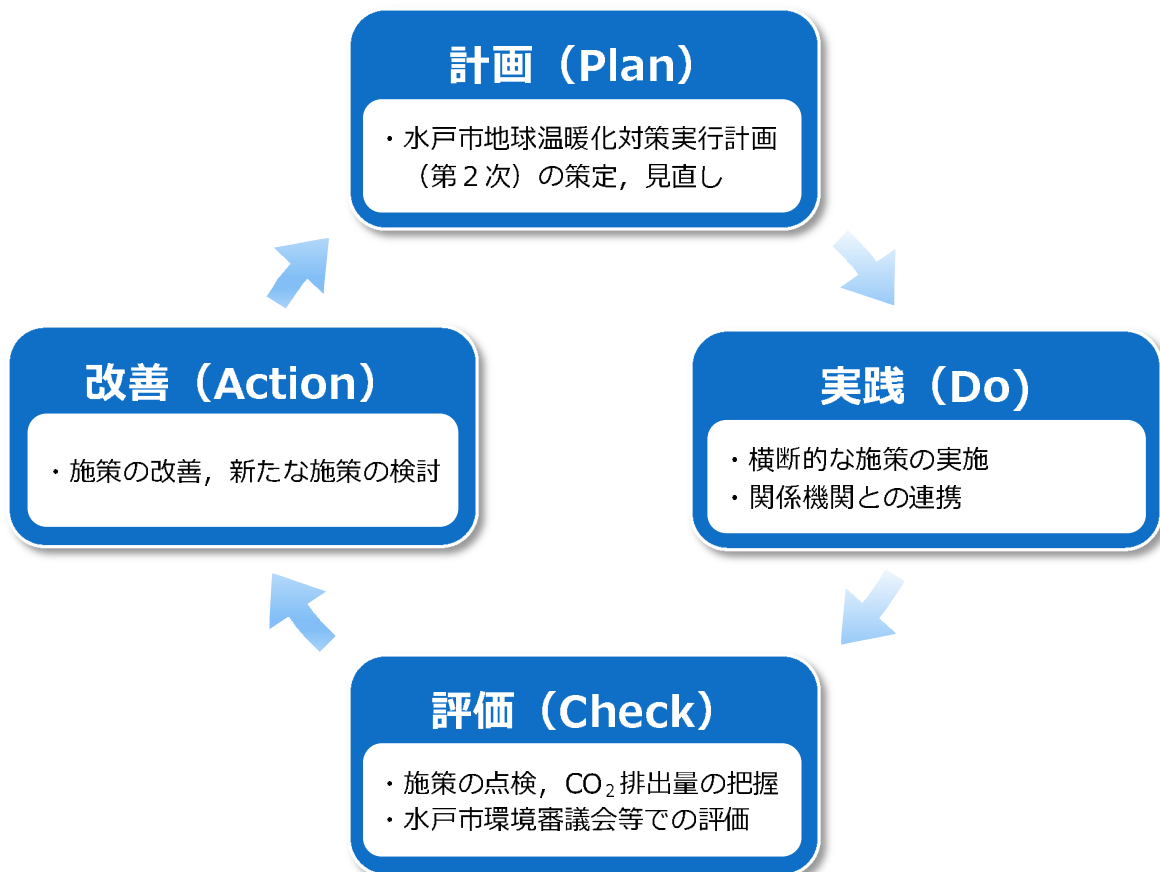 計画（Plan）
・水戸市地球温暖化対策実行計画
（第２次）の策定，見直し
改善（Action）
・施策の改善，新たな施策の検討
実践（Do)
・横断的な施策の実施
・関係機関との連携
評価（Check）
・施策の点検，CO₂排出量の把握
・水戸市環境審議会等での評価